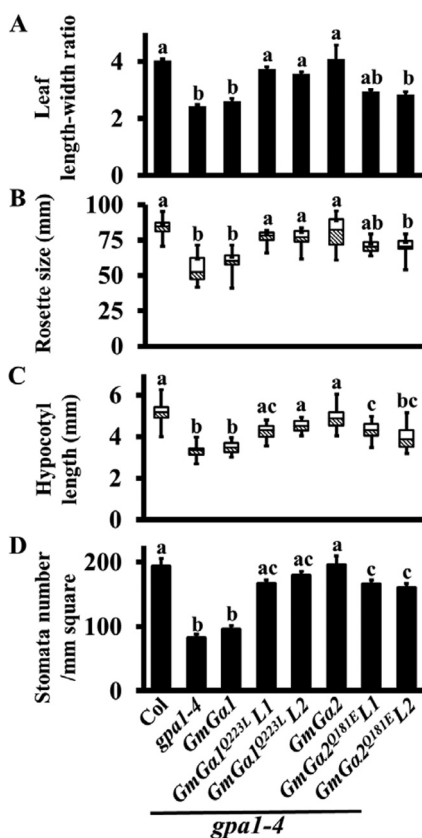 A
Leaf
length-width ratio
4
2
0
a
b
b
a
a
a
ab
b
B
Rosette size (mm)
100
75
50
25
0
a
b
b
a
a
a
ab
b
C
Hypocotyl
length (mm)
6
4
2
0
a
b
b
ac
a
a
c
bc
D
Stomata number
/mm square
200
100
0
a
b
b
ac
ac
a
c
c
Col
gpa1-4
GmGα1
GmGα1Q223L L1
GmGα1Q223L L2
GmGα2
GmGα2Q181E L1
GmGα2Q181E L2
gpa1-4